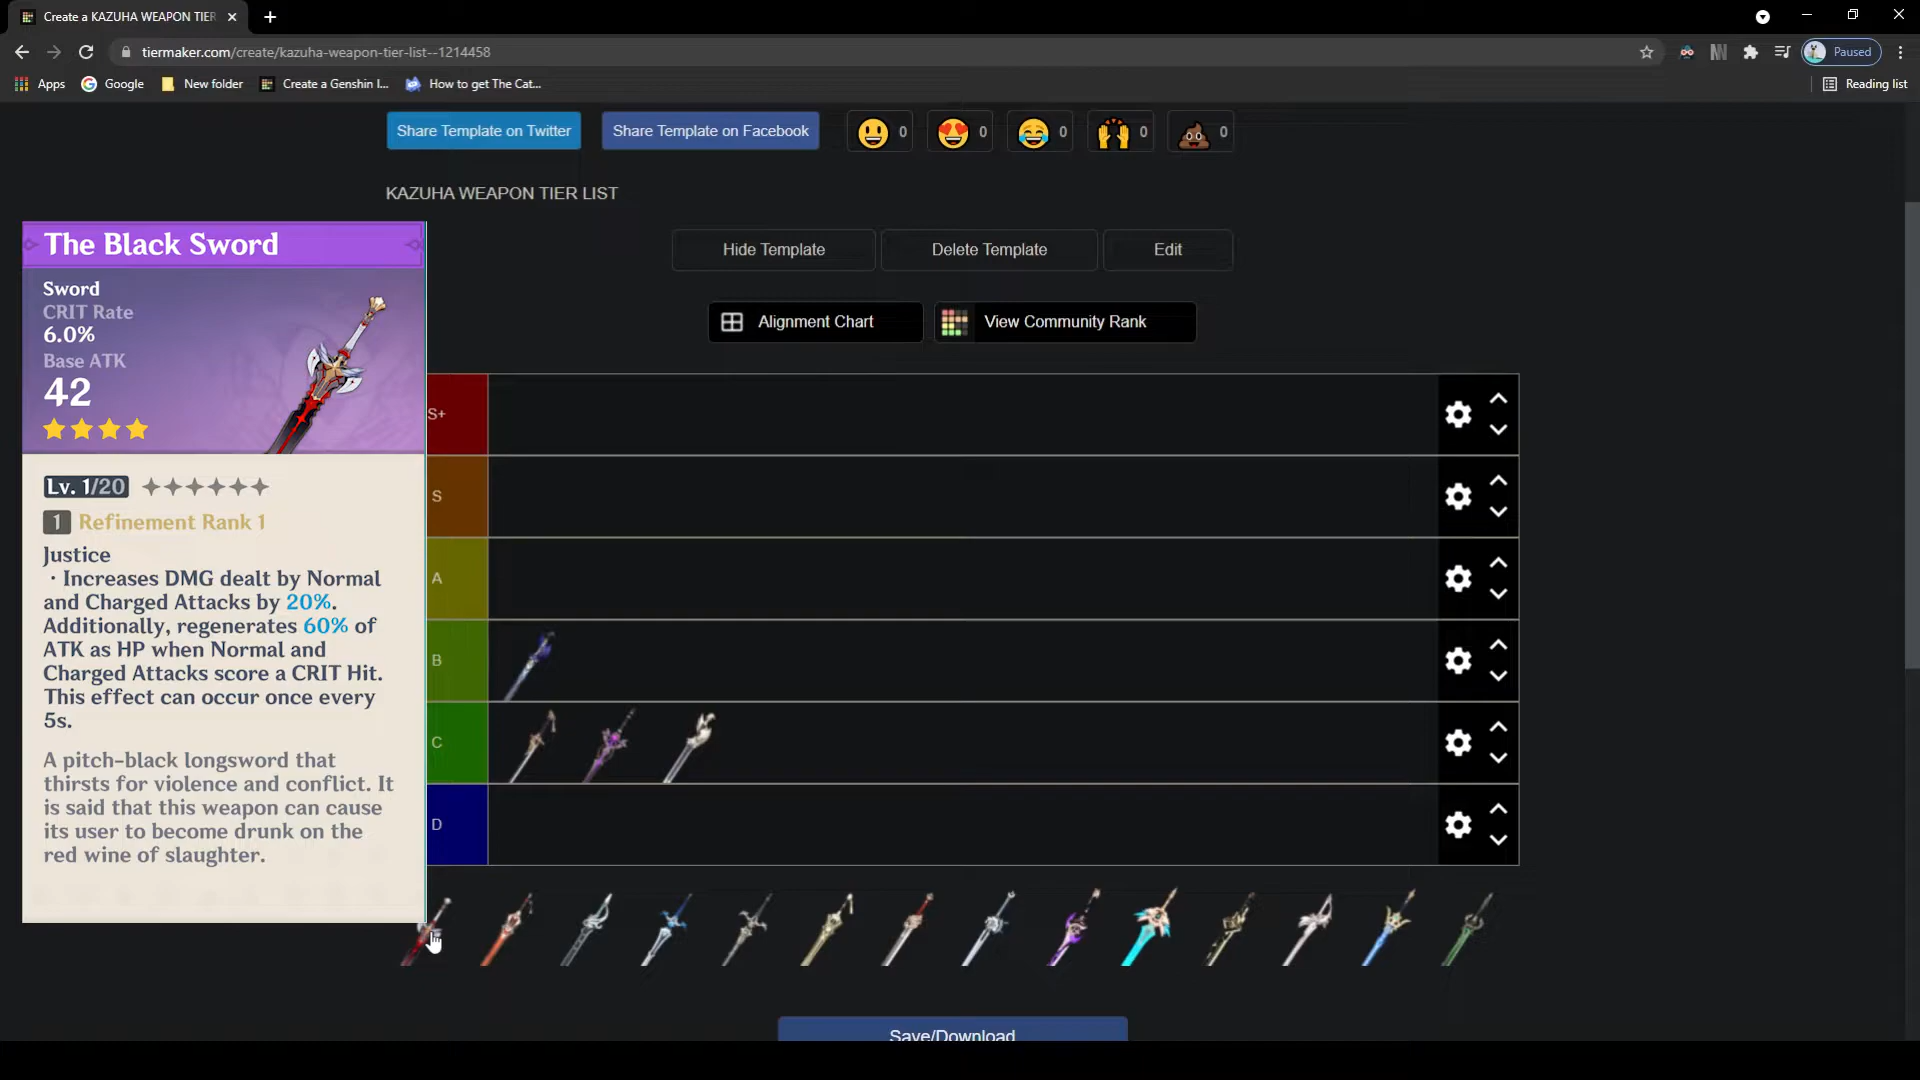 Create a KAZUHA WEAPON TIER
tiermaker.com/create/kazuha-weapon-tier-list--1214458
Paused
Apps
Google
New folder
Create a Genshin I...
How to get The Cat...
Reading list
Share Template on Twitter
Share Template on Facebook
0
0
0
0
0
KAZUHA WEAPON TIER LIST
Hide Template
Delete Template
Edit
Alignment Chart
View Community Rank
The Black Sword
Sword
CRIT Rate
6.0%
Base ATK
42
Lv. 1/20
1 Refinement Rank 1
Justice
· Increases DMG dealt by Normal
and Charged Attacks by 20%.
Additionally, regenerates 60% of
ATK as HP when Normal and
Charged Attacks score a CRIT Hit.
This effect can occur once every
5s.
A pitch-black longsword that
thirsts for violence and conflict. It
is said that this weapon can cause
its user to become drunk on the
red wine of slaughter.
S+
S
A
B
C
D
Save/Download